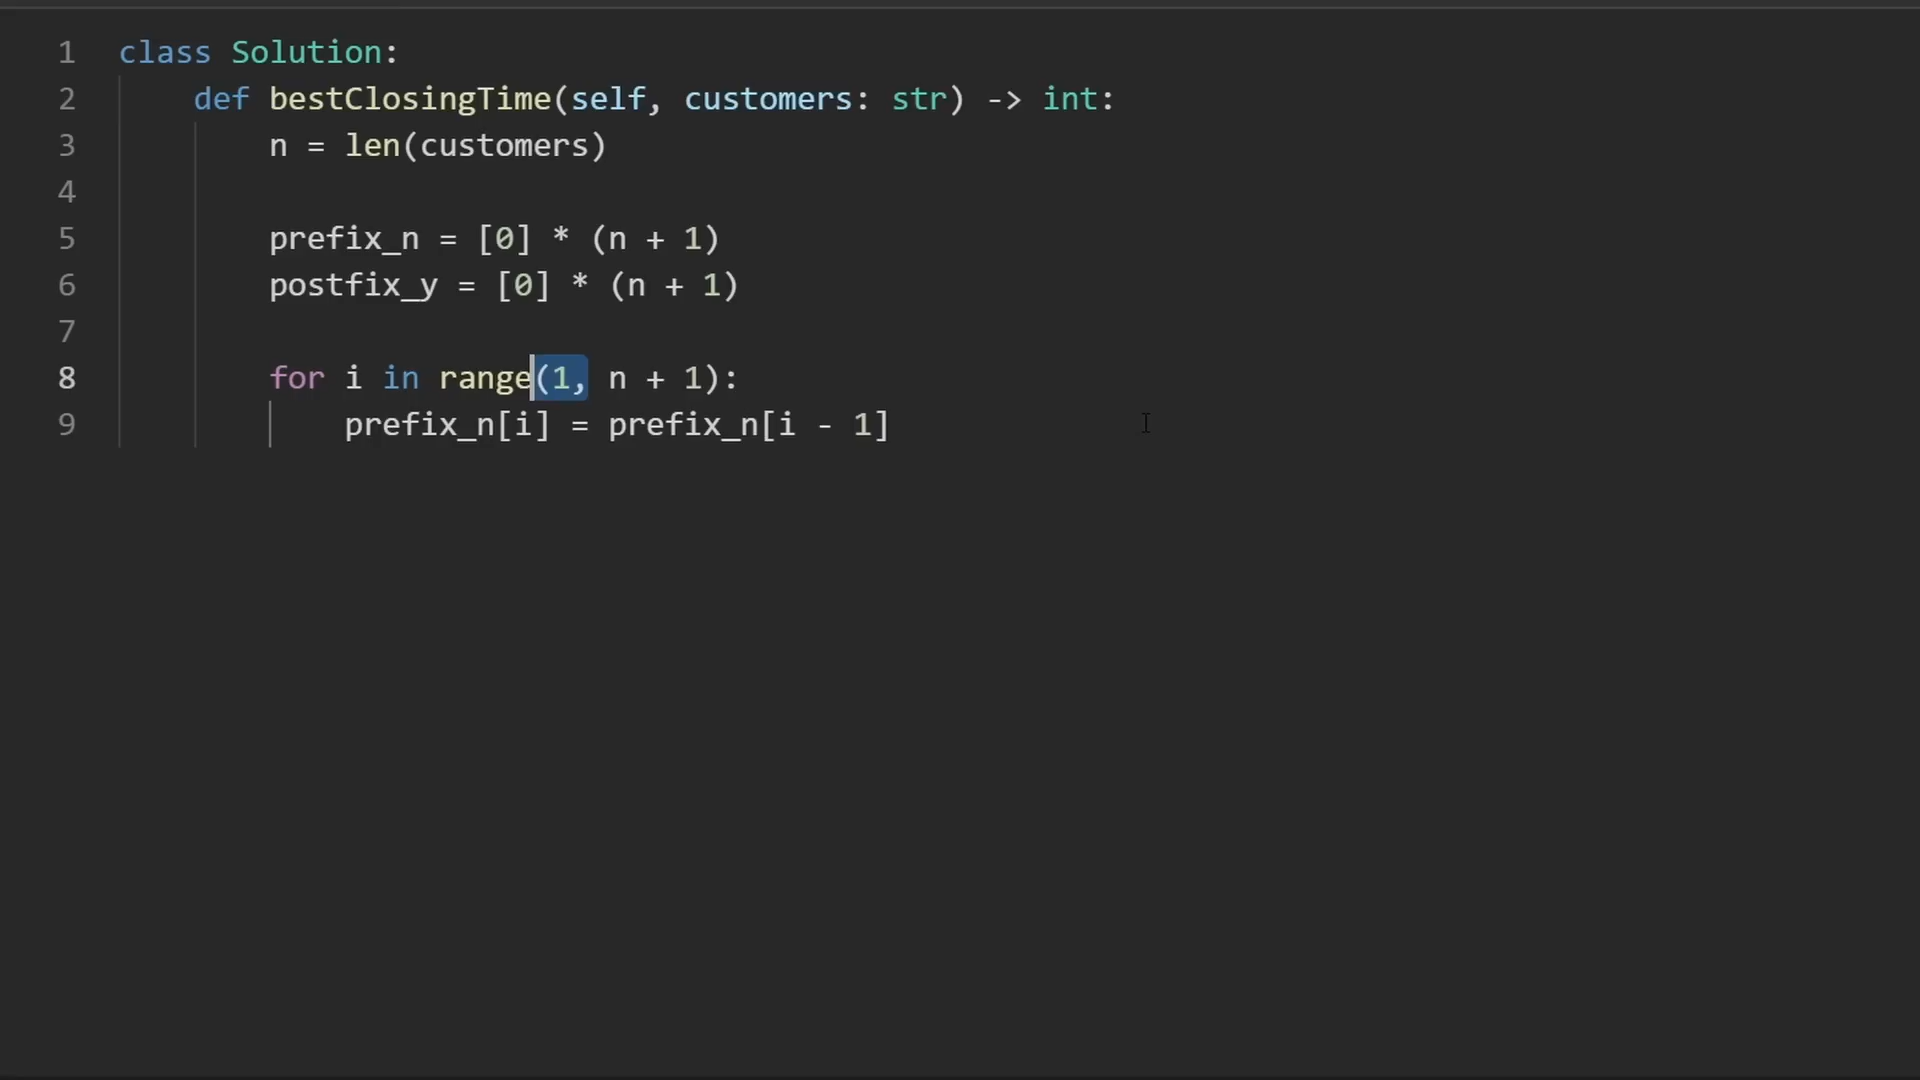 1 class Solution:
2 def bestClosingTime(self, customers: str) -> int:
3 n = len(customers)
4
5 prefix_n = [0] * (n + 1)
6 postfix_y = [0] * (n + 1)
7
8 for i in range(1, n + 1):
9 prefix_n[i] = prefix_n[i - 1]